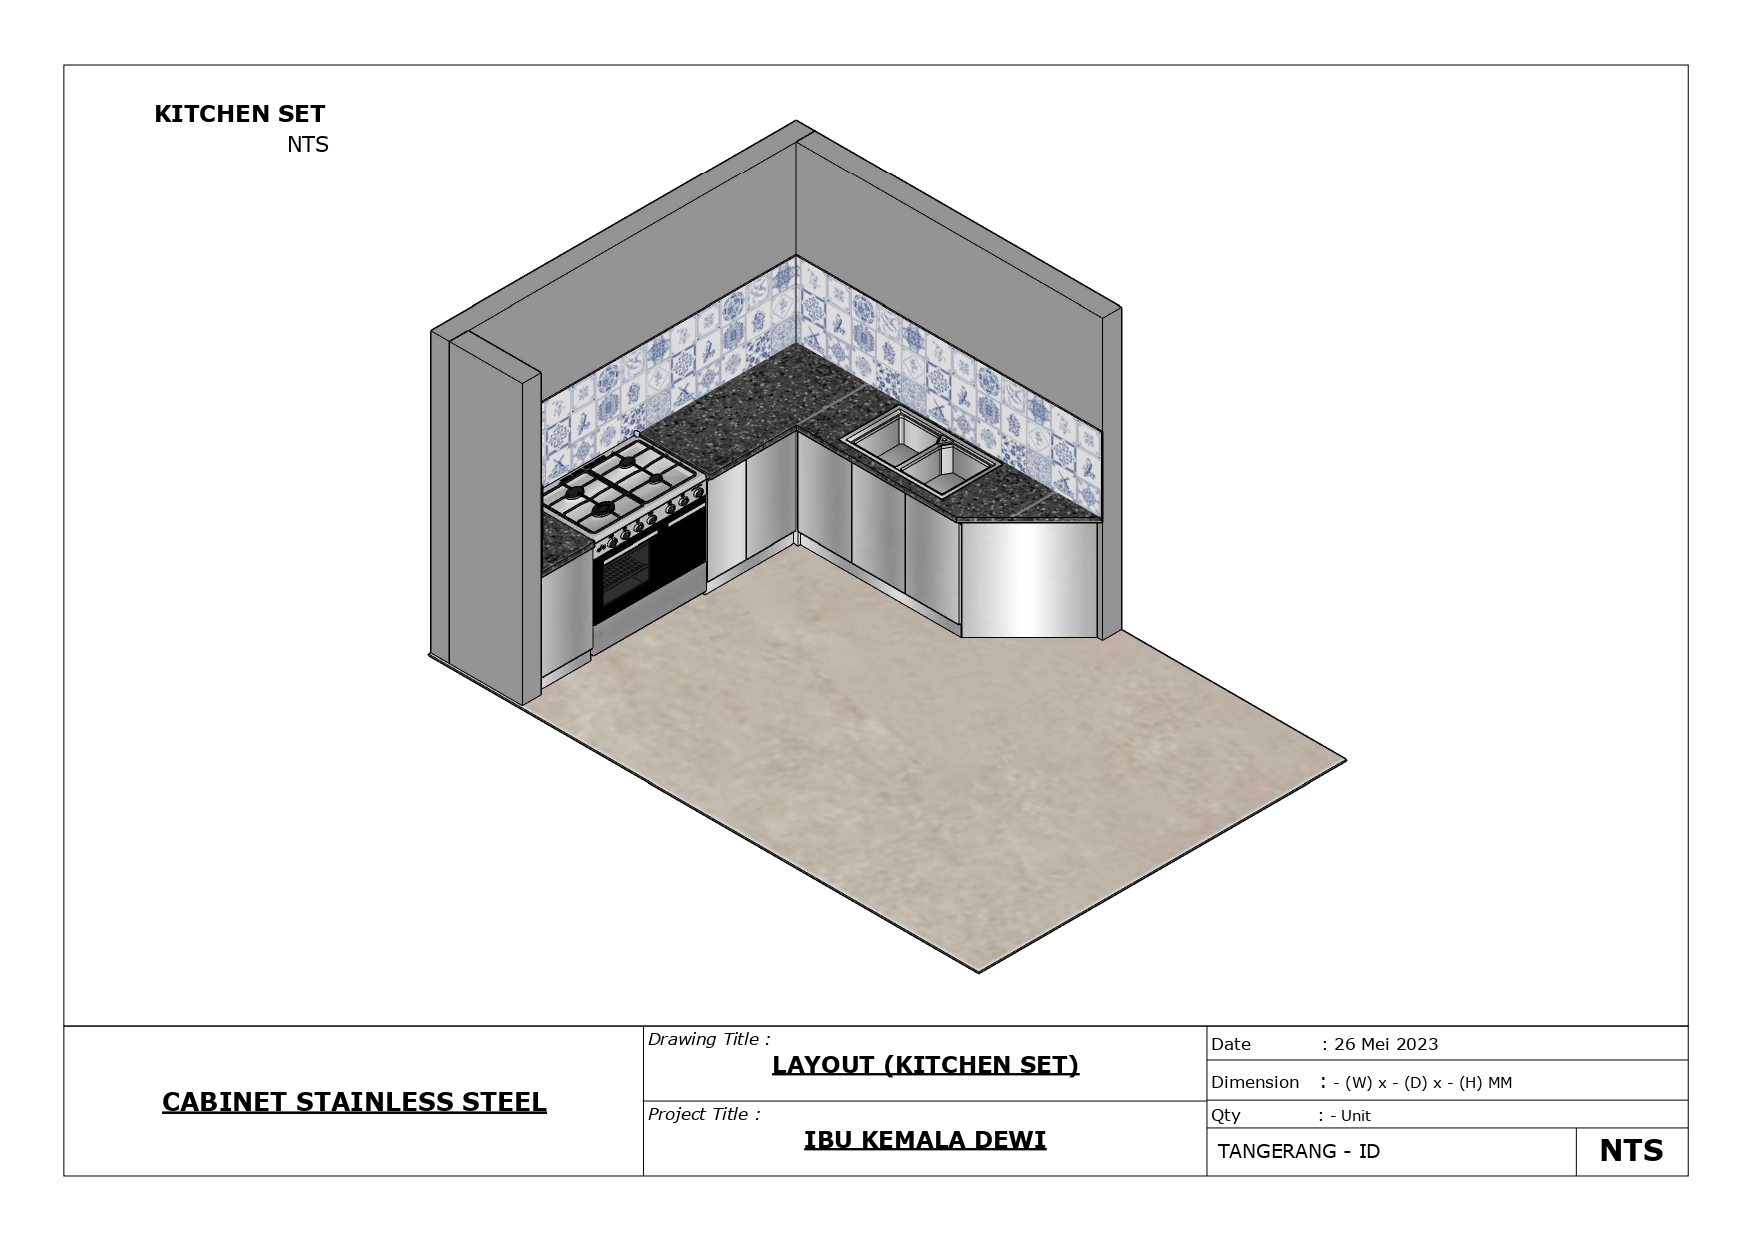 KITCHEN SET
NTS
CABINET STAINLESS STEEL
Drawing Title :
LAYOUT (KITCHEN SET)
Project Title :
IBU KEMALA DEWI
Date : 26 Mei 2023
Dimension : - (W) x - (D) x - (H) MM
Qty : - Unit
TANGERANG - ID
NTS